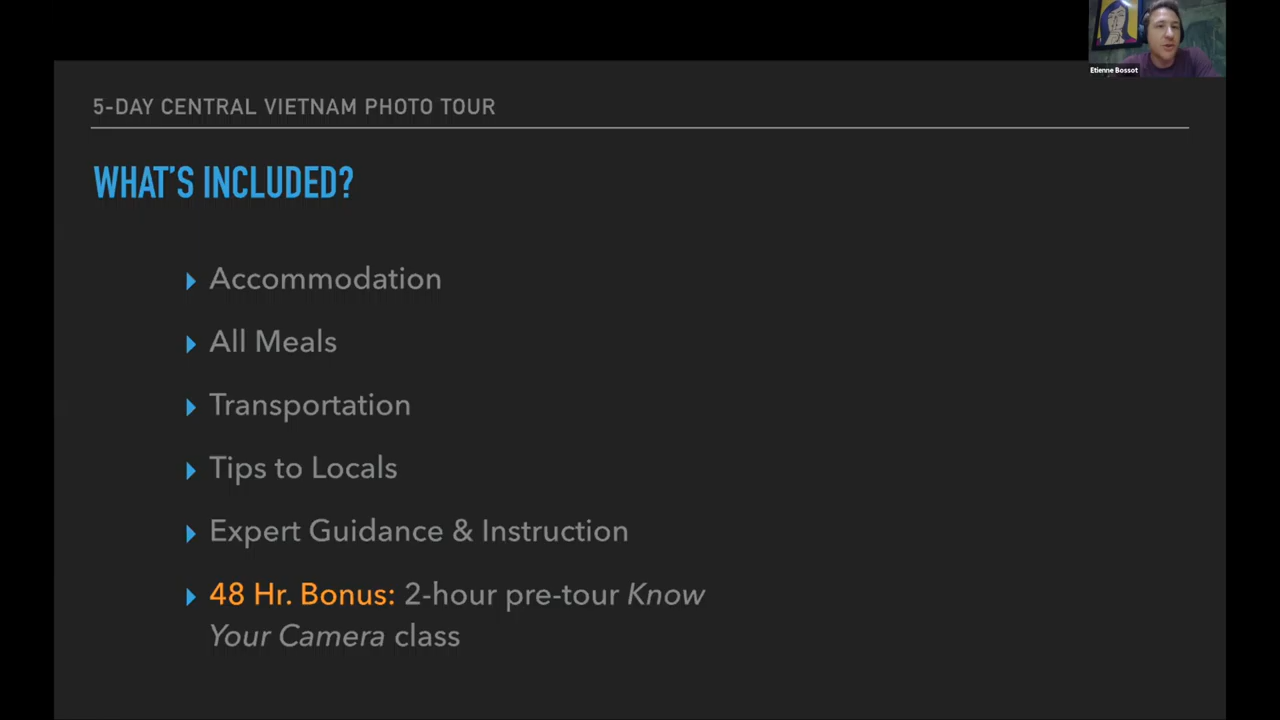 Etienne Bossot
5-DAY CENTRAL VIETNAM PHOTO TOUR
WHAT'S INCLUDED?
Accommodation
All Meals
Transportation
Tips to Locals
Expert Guidance & Instruction
48 Hr. Bonus: 2-hour pre-tour Know
Your Camera class